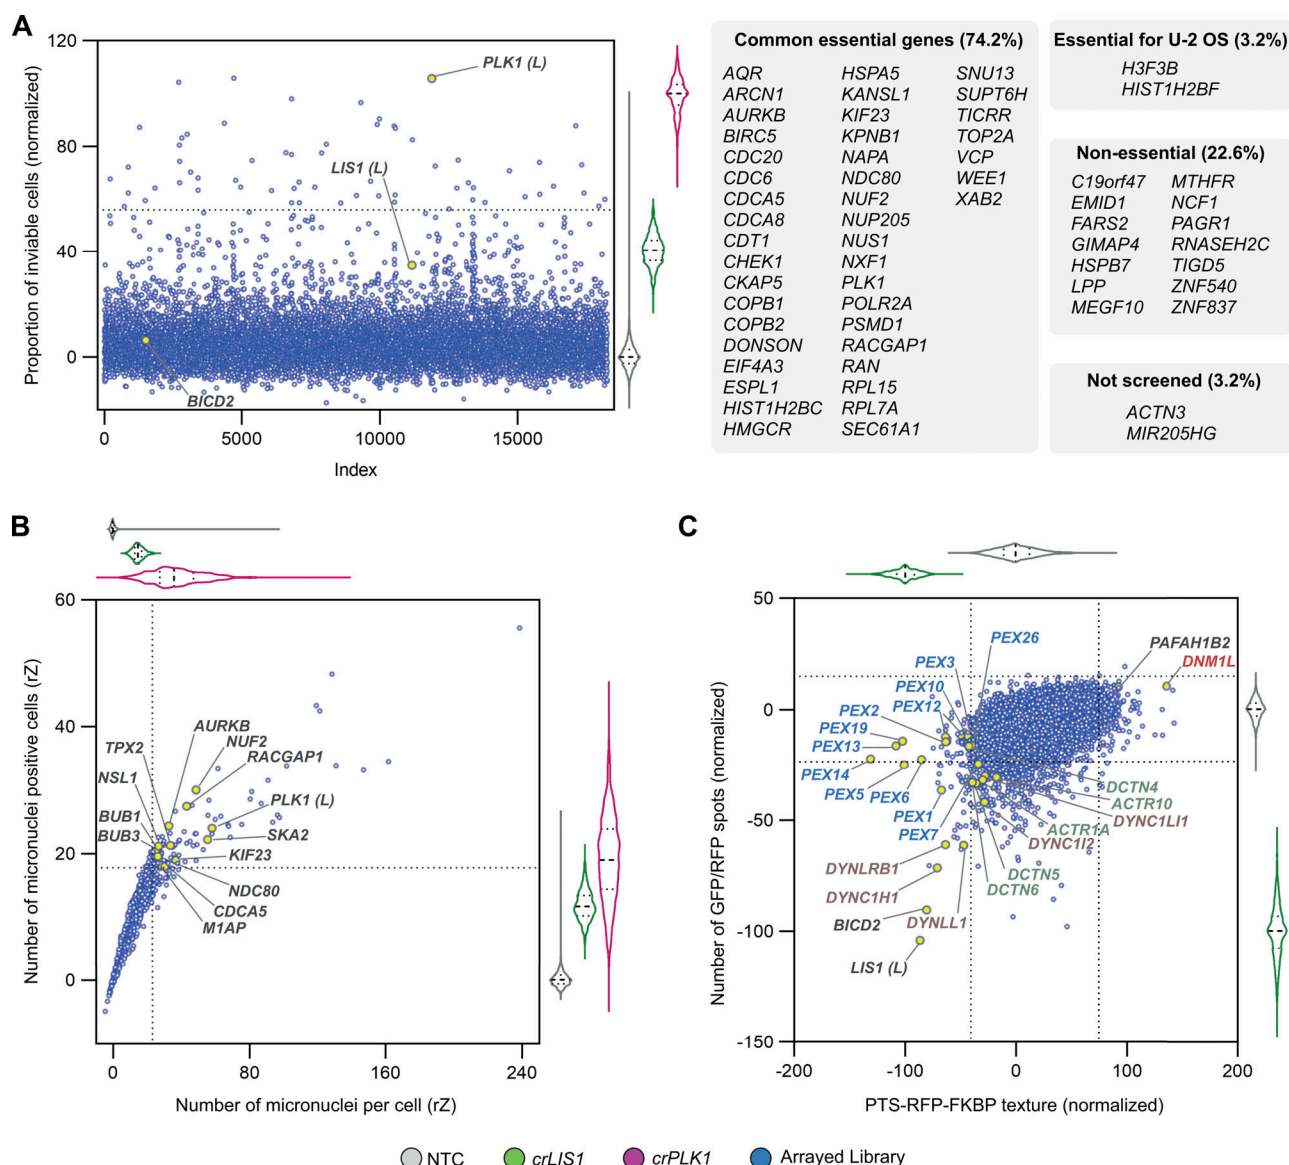 A
120
80
40
0
Proportion of inviable cells (normalized)
PLK1 (L)
LIS1 (L)
BICD2
0 5000 10000 15000
Index
Common essential genes (74.2%)
AQR HSPA5 SNU13
ARCN1 KANSL1 SUPT6H
AURKB KIF23 TICRR
BIRC5 KPNB1 TOP2A
CDC20 NAPA VCP
CDC6 NDC80 WEE1
CDCA5 NUF2 XAB2
CDCA8 NUP205
CDT1 NUS1
CHEK1 NXF1
CKAP5 PLK1
COPB1 POLR2A
COPB2 PSMD1
DONSON RACGAP1
EIF4A3 RAN
ESPL1 RPL15
HIST1H2BC RPL7A
HMGCR SEC61A1
Essential for U-2 OS (3.2%)
H3F3B
HIST1H2BF
Non-essential (22.6%)
C19orf47 MTHFR
EMID1 NCF1
FARS2 PAGR1
GIMAP4 RNASEH2C
HSPB7 TIGD5
LPP ZNF540
MEGF10 ZNF837
Not screened (3.2%)
ACTN3
MIR205HG
B
60
40
20
0
Number of micronuclei positive cells (rZ)
AURKB
TPX2
NUF2
RACGAP1
NSL1
PLK1 (L)
BUB1
SKA2
BUB3
KIF23
NDC80
CDCA5
M1AP
0 80 160 240
Number of micronuclei per cell (rZ)
C
50
0
-50
-100
-150
Number of GFP/RFP spots (normalized)
PEX26
PAFAH1B2
PEX3
DNM1L
PEX10
PEX12
PEX2
PEX19
PEX13
PEX14
PEX5
PEX6
PEX1
PEX7
DCTN4
ACTR10
DYNC1LI1
ACTR1A
DYNC1I2
DYNLRB1
DCTN5
DCTN6
DYNC1H1
BICD2
DYNLL1
LIS1 (L)
-200 -100 0 100 200
PTS-RFP-FKBP texture (normalized)
NTC crLIS1 crPLK1 Arrayed Library